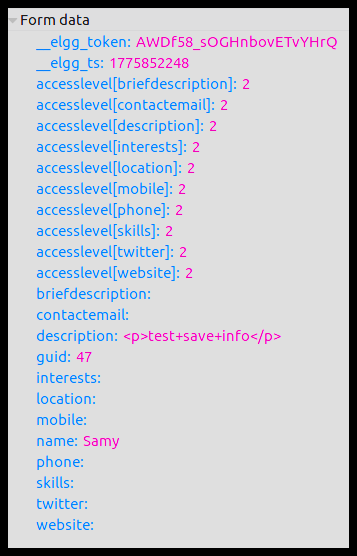 Form data
__elgg_token: AWDf58_sOGHnbovETvYHrQ
__elgg_ts: 1775852248
accesslevel[briefdescription]: 2
accesslevel[contactemail]: 2
accesslevel[description]: 2
accesslevel[interests]: 2
accesslevel[location]: 2
accesslevel[mobile]: 2
accesslevel[phone]: 2
accesslevel[skills]: 2
accesslevel[twitter]: 2
accesslevel[website]: 2
briefdescription:
contactemail:
description: <p>test+save+info</p>
guid: 47
interests:
location:
mobile:
name: Samy
phone:
skills:
twitter:
website: